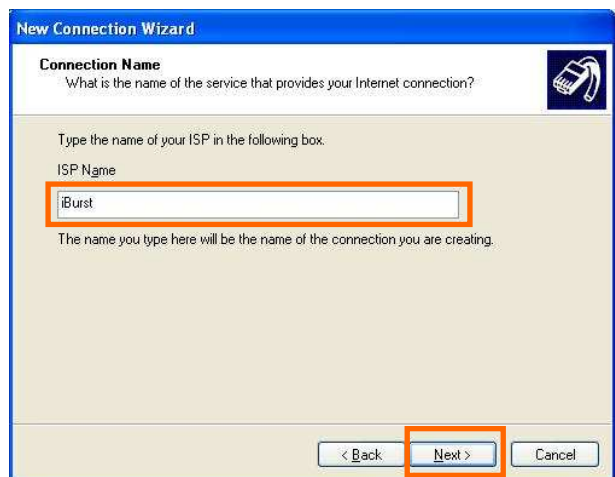 New Connection Wizard
Connection Name
What is the name of the service that provides your Internet connection?
Type the name of your ISP in the following box.
ISP Name
iBurst
The name you type here will be the name of the connection you are creating.
< Back Next > Cancel